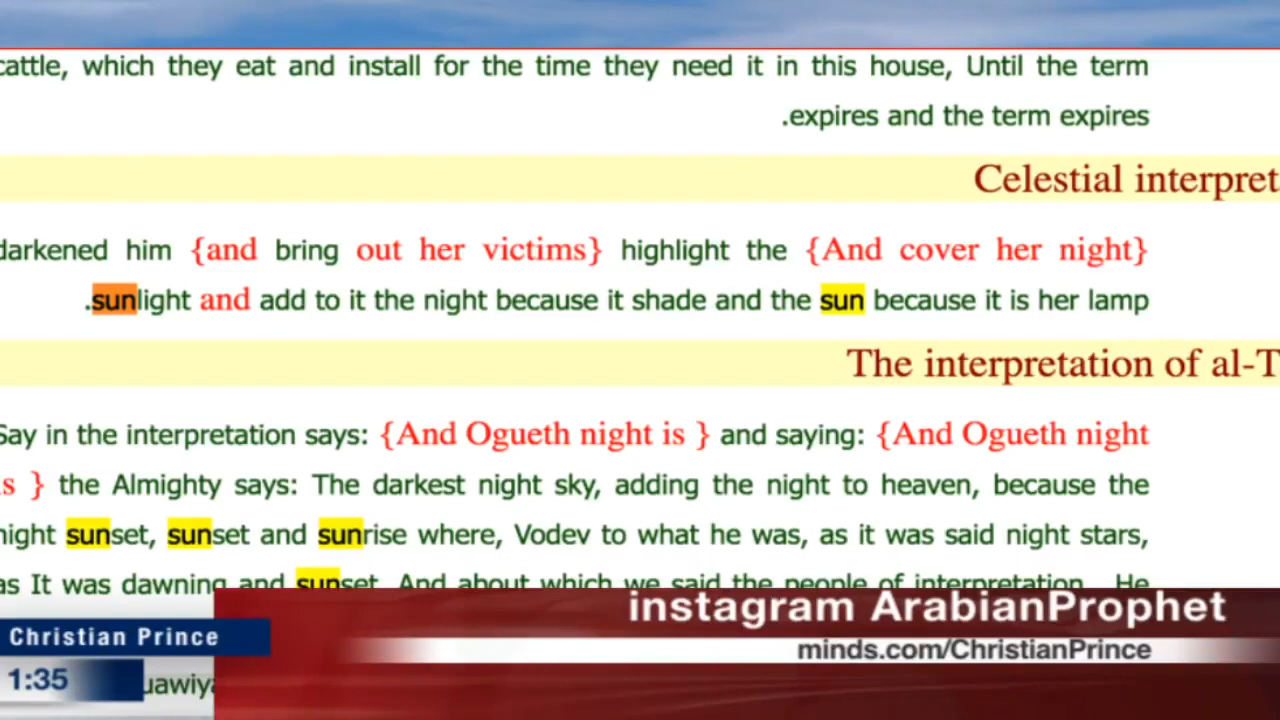 cattle, which they eat and install for the time they need it in this house, Until the term
.expires and the term expires
Celestial interpret
darkened him {and bring out her victims} highlight the {And cover her night}
.sunlight and add to it the night because it shade and the sun because it is her lamp
The interpretation of al-T
Say in the interpretation says: {And Ogueth night is } and saying: {And Ogueth night
is } the Almighty says: The darkest night sky, adding the night to heaven, because the
night sunset, sunset and sunrise where, Vodev to what he was, as it was said night stars,
as It was dawning and sunset. And about which we said the people of interpretation. He
instagram ArabianProphet
Christian Prince
minds.com/ChristianPrince
1:35